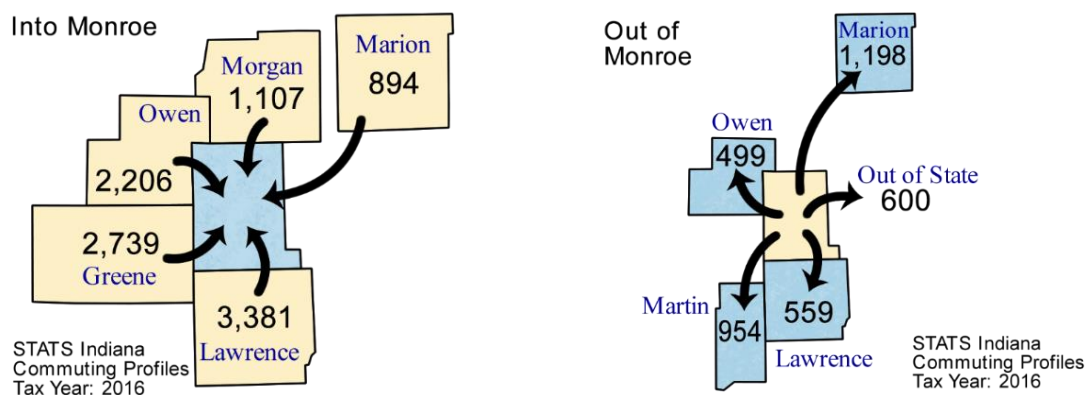 Into Monroe
Marion
894
Morgan
1,107
Owen
2,206
2,739
Greene
3,381
Lawrence
STATS Indiana
Commuting Profiles
Tax Year: 2016
Out of
Monroe
Marion
1,198
Owen
499
Out of State
600
Martin
954
559
Lawrence
STATS Indiana
Commuting Profiles
Tax Year: 2016